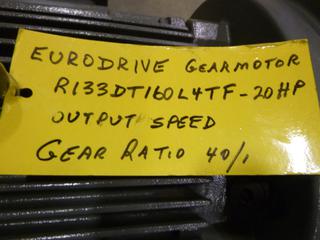 EURODRIVE GEARMOTOR
R133DT160L4TF-20HP
OUTPUT SPEED
GEAR RATIO 40/1